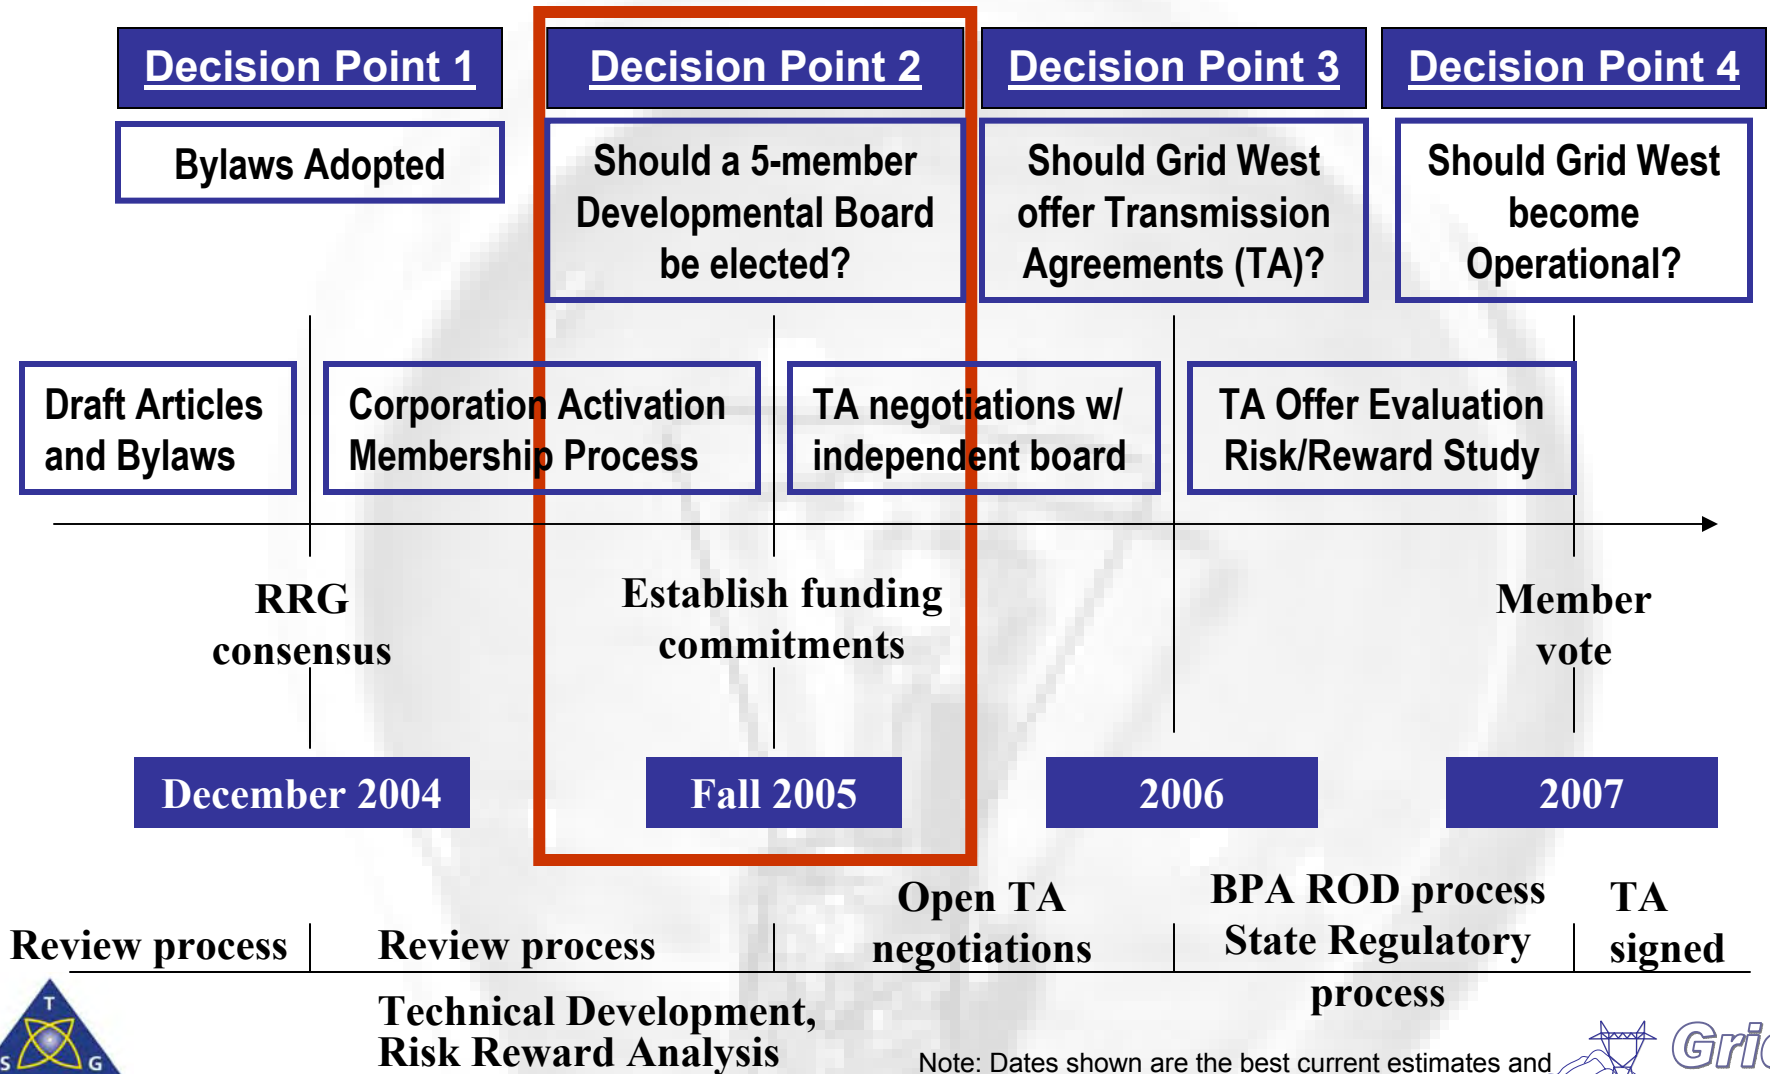 Decision Point 1
Decision Point 2
Decision Point 3
Decision Point 4
Bylaws Adopted
Should a 5-member
Developmental Board
be elected?
Should Grid West
offer Transmission
Agreements (TA)?
Should Grid West
become
Operational?
Draft Articles
and Bylaws
Corporation Activation
Membership Process
TA negotiations w/
independent board
TA Offer Evaluation
Risk/Reward Study
RRG
consensus
Establish funding
commitments
Member
vote
December 2004
Fall 2005
2006
2007
Review process
Review process
Technical Development,
Risk Reward Analysis
Open TA
negotiations
BPA ROD process
State Regulatory
process
TA
signed
T
S G
Note: Dates shown are the best current estimates and